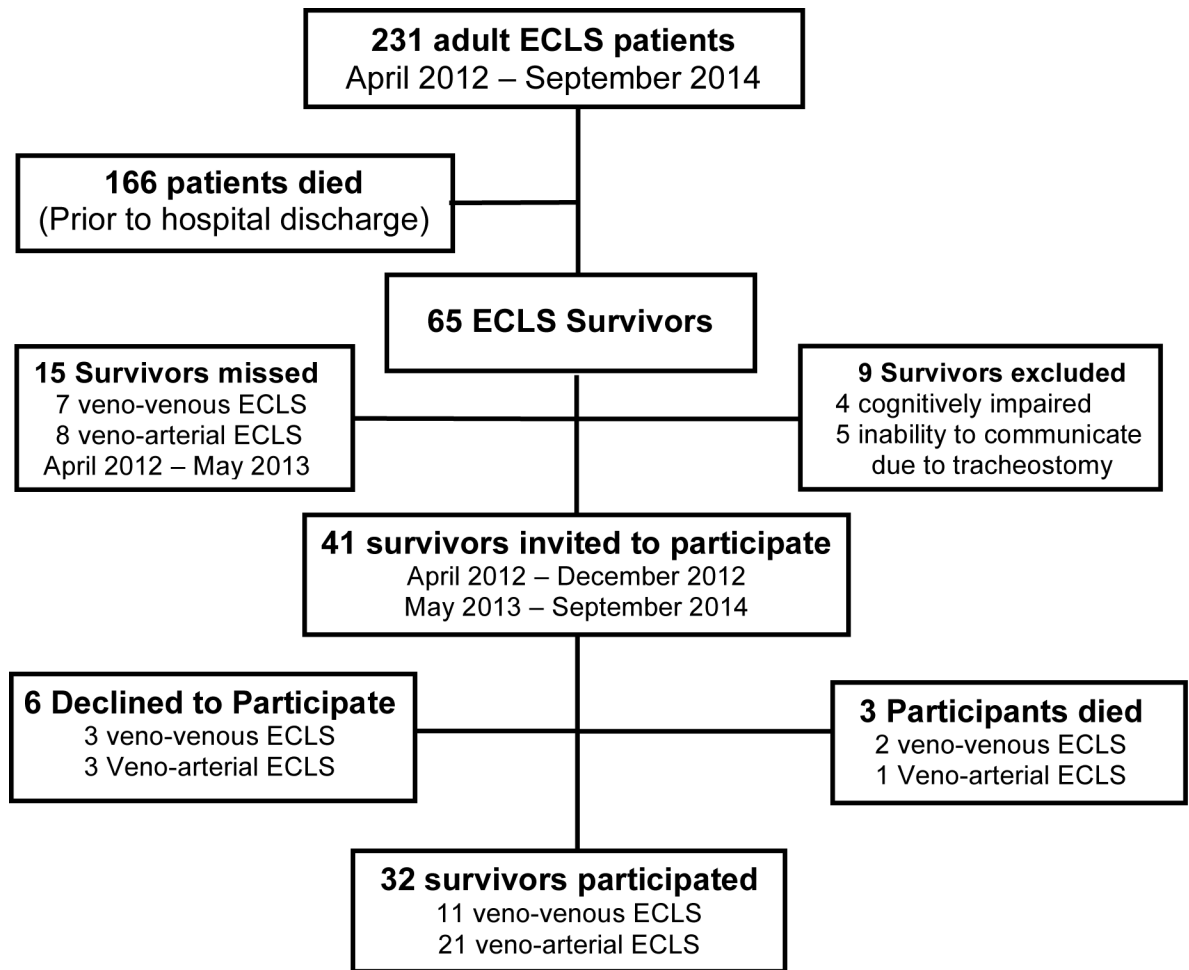 231 adult ECLS patients
April 2012 – September 2014
166 patients died
(Prior to hospital discharge)
65 ECLS Survivors
15 Survivors missed
7 veno-venous ECLS
8 veno-arterial ECLS
April 2012 – May 2013
9 Survivors excluded
4 cognitively impaired
5 inability to communicate
due to tracheostomy
41 survivors invited to participate
April 2012 – December 2012
May 2013 – September 2014
6 Declined to Participate
3 veno-venous ECLS
3 Veno-arterial ECLS
3 Participants died
2 veno-venous ECLS
1 Veno-arterial ECLS
32 survivors participated
11 veno-venous ECLS
21 veno-arterial ECLS